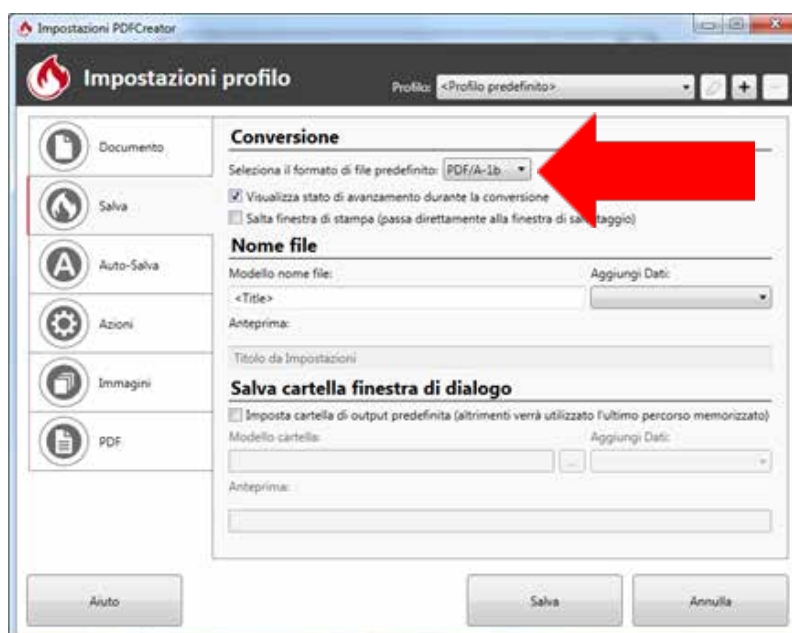 Impostazioni PDFCreator
Impostazioni profilo
Profilo: <Profilo predefinito>
Documento
Salva
Auto-Salva
Azioni
Immagini
PDF
Conversione
Seleziona il formato di file predefinito: PDF/A-1b
Visualizza stato di avanzamento durante la conversione
Salta finestra di stampa (passa direttamente alla finestra di salvataggio)
Nome file
Modello nome file: Aggiungi Dati:
<Title>
Anteprima:
Titolo da Impostazioni
Salva cartella finestra di dialogo
Imposta cartella di output predefinita (altrimenti verrà utilizzato l'ultimo percorso memorizzato)
Modello cartella: Aggiungi Dati:
...
Anteprima:
Aiuto Salva Annulla